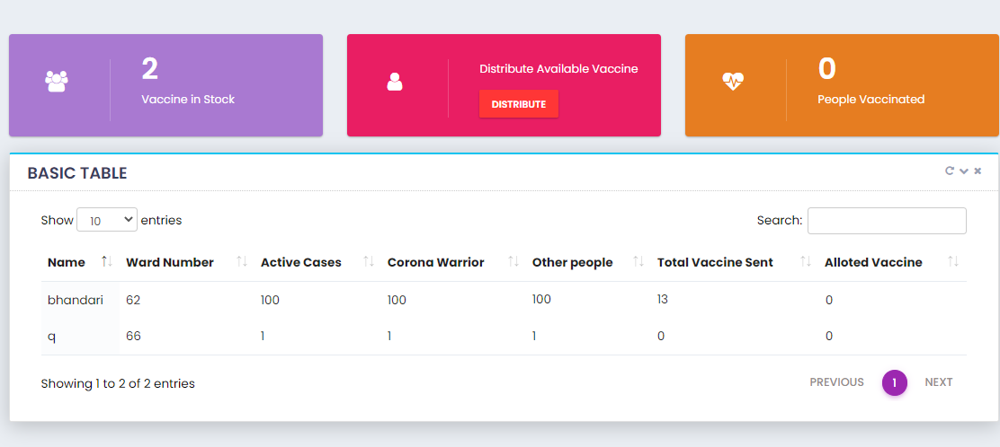 2
Vaccine in Stock
Distribute Available Vaccine
DISTRIBUTE
0
People Vaccinated
BASIC TABLE
Show 10 entries Search:
Name Ward Number Active Cases Corona Warrior Other people Total Vaccine Sent Alloted Vaccine
bhandari 62 100 100 100 13 0
q 66 1 1 1 0 0
Showing 1 to 2 of 2 entries PREVIOUS 1 NEXT